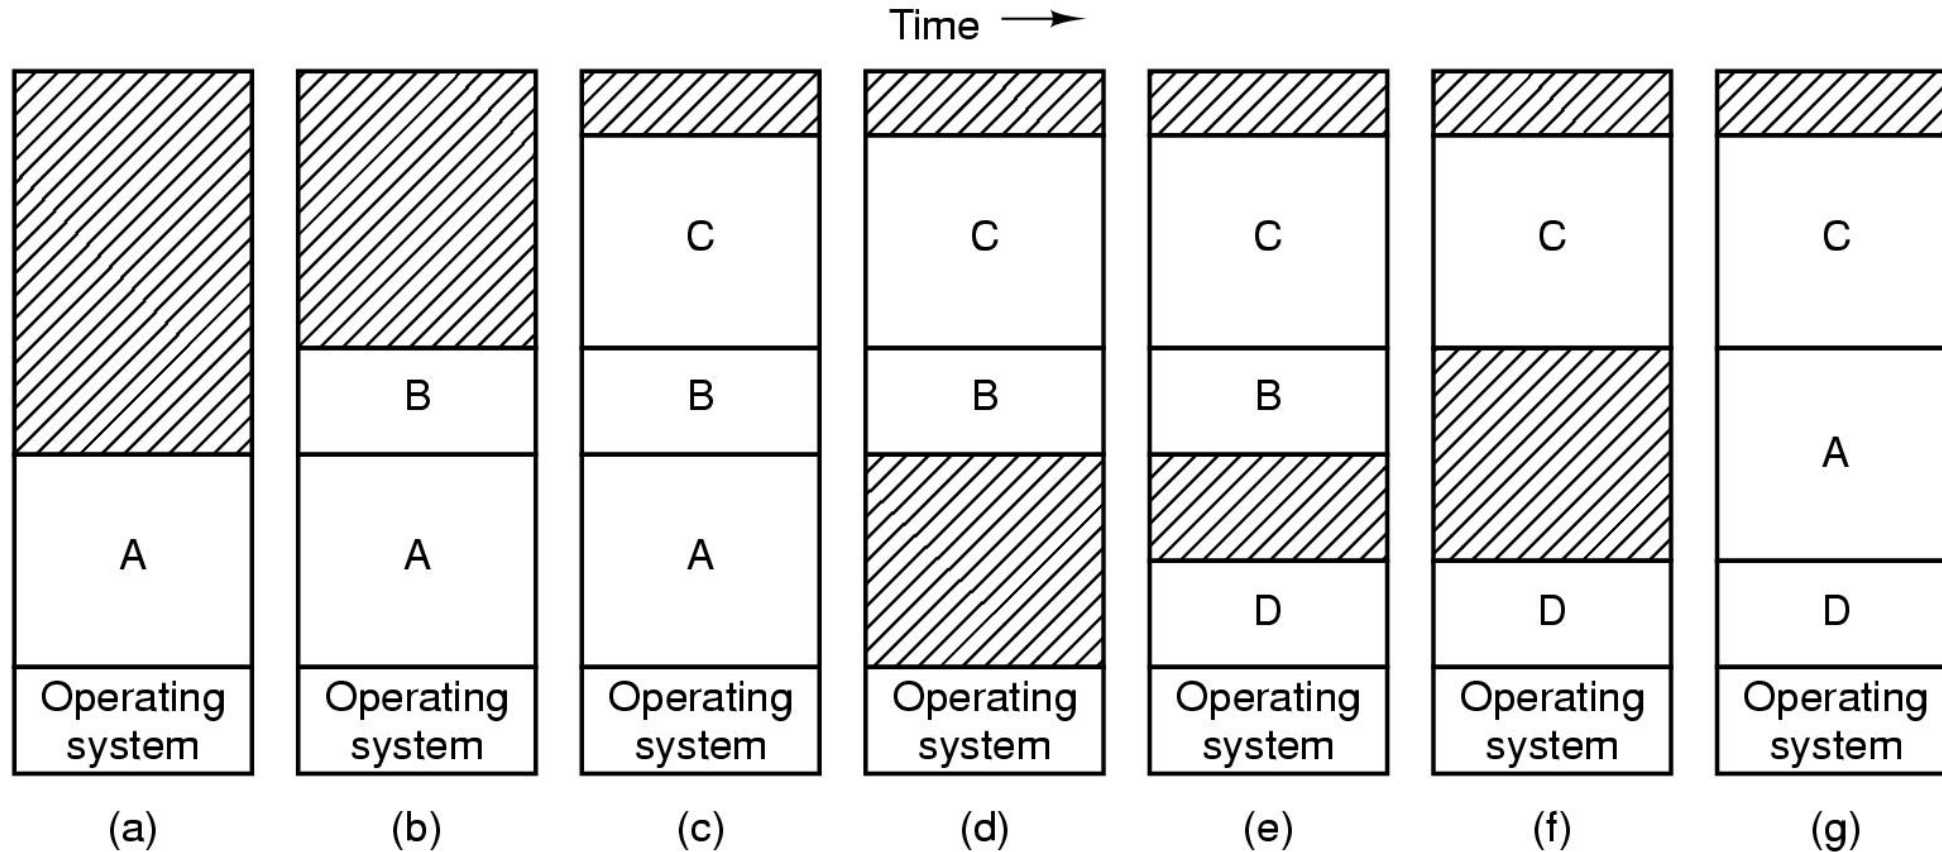 Time
C
C
C
C
C
B
B
B
B
A
A
A
A
D
D
D
Operating
system
Operating
system
Operating
system
Operating
system
Operating
system
Operating
system
Operating
system
(a)
(b)
(c)
(d)
(e)
(f)
(g)